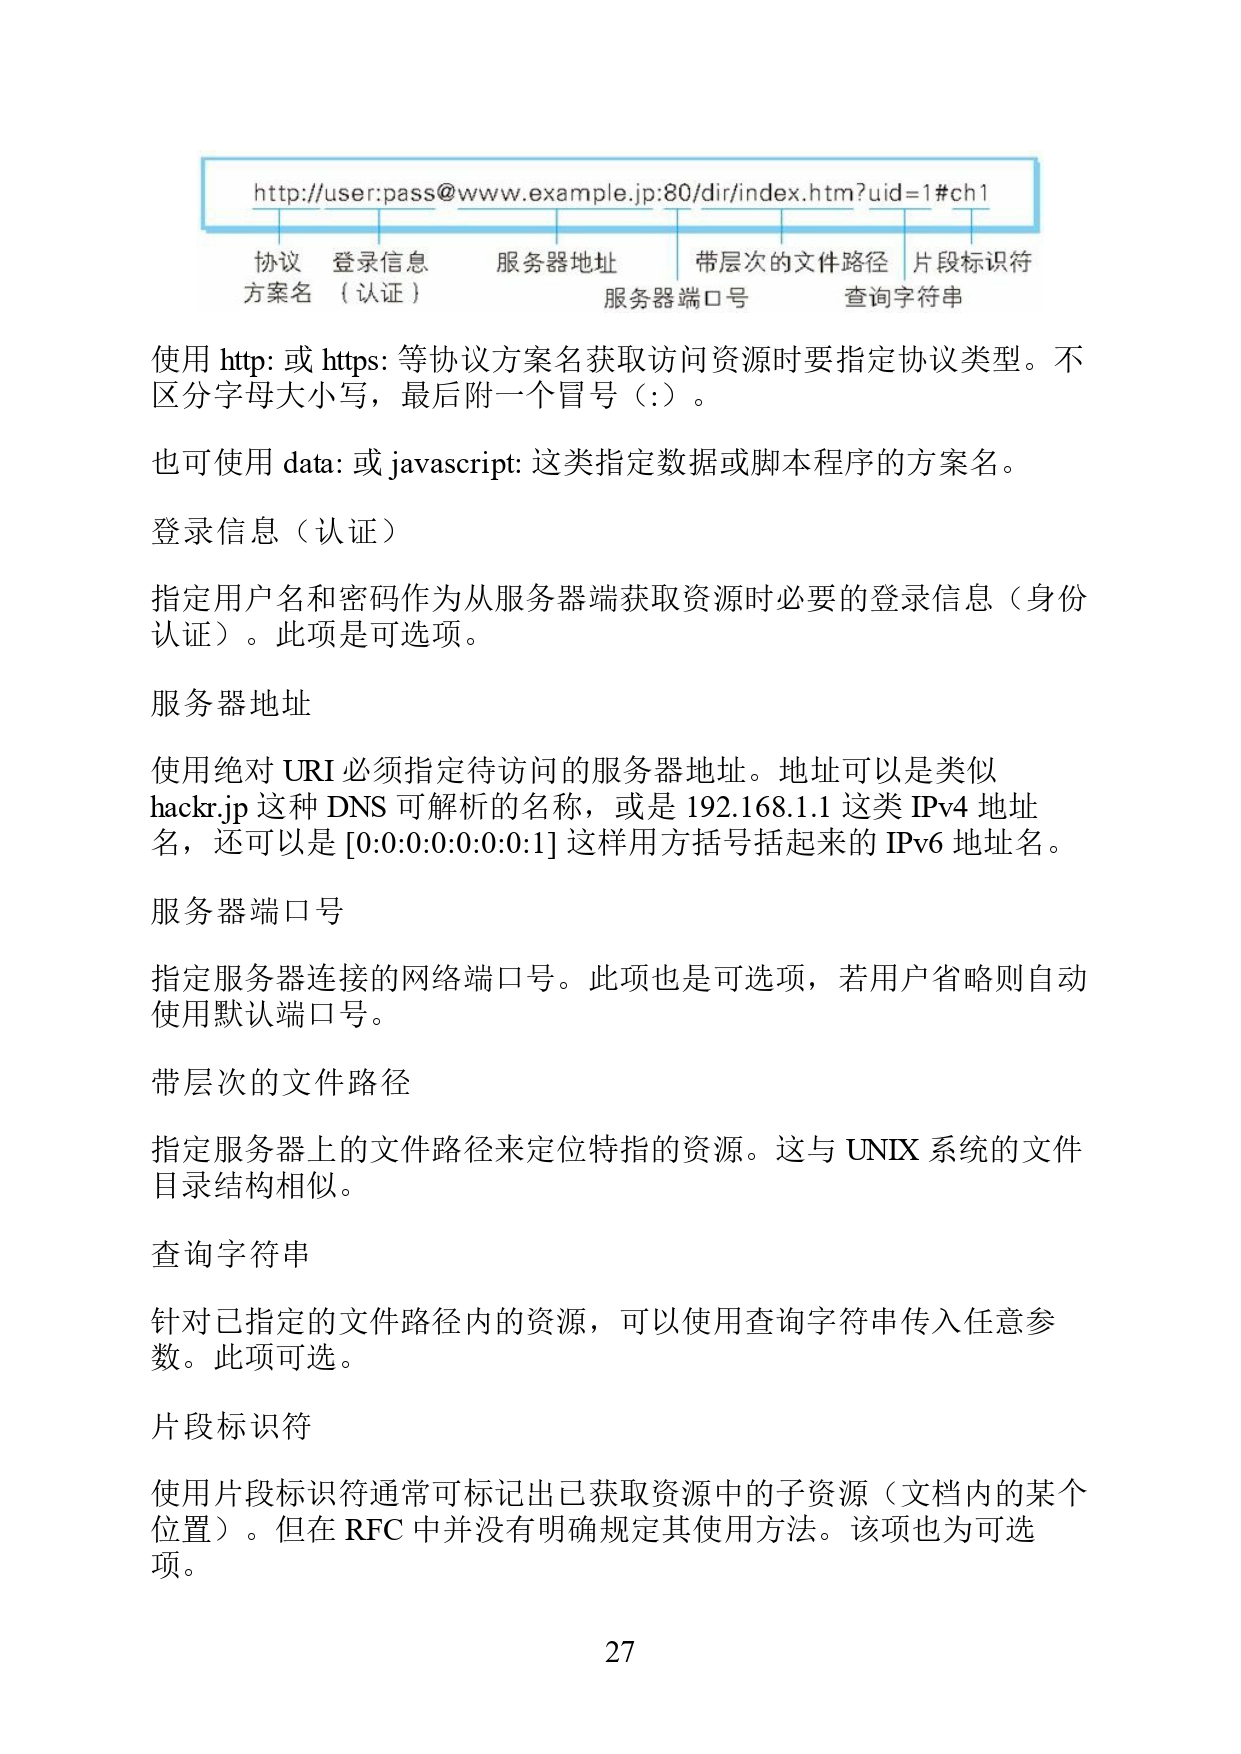 http://user:pass@www.example.jp:80/dir/index.htm?uid=1#ch1
协议 登录信息 服务器地址 带层次的文件路径 片段标识符
方案名 (认证) 服务器端口号 查询字符串
使用 http: 或 https: 等协议方案名获取访问资源时要指定协议类型。不
区分字母大小写，最后附一个冒号（:）。
也可使用 data: 或 javascript: 这类指定数据或脚本程序的方案名。
登录信息（认证）
指定用户名和密码作为从服务器端获取资源时必要的登录信息（身份
认证）。此项是可选项。
服务器地址
使用绝对 URI 必须指定待访问的服务器地址。地址可以是类似
hackr.jp 这种 DNS 可解析的名称，或是 192.168.1.1 这类 IPv4 地址
名，还可以是 [0:0:0:0:0:0:0:1] 这样用方括号括起来的 IPv6 地址名。
服务器端口号
指定服务器连接的网络端口号。此项也是可选项，若用户省略则自动
使用默认端口号。
带层次的文件路径
指定服务器上的文件路径来定位特指的资源。这与 UNIX 系统的文件
目录结构相似。
查询字符串
针对已指定的文件路径内的资源，可以使用查询字符串传入任意参
数。此项可选。
片段标识符
使用片段标识符通常可标记出已获取资源中的子资源（文档内的某个
位置）。但在 RFC 中并没有明确规定其使用方法。该项也为可选
项。
27